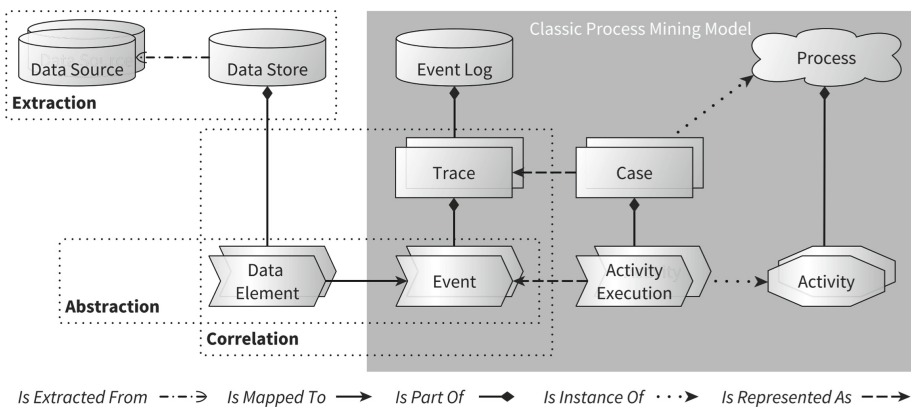 Classic Process Mining Model
Data Source
Data Store
Event Log
Process
Extraction
Trace
Case
Data
Element
Event
Activity
Execution
Activity
Abstraction
Correlation
Is Extracted From
Is Mapped To
Is Part Of
Is Instance Of
Is Represented As